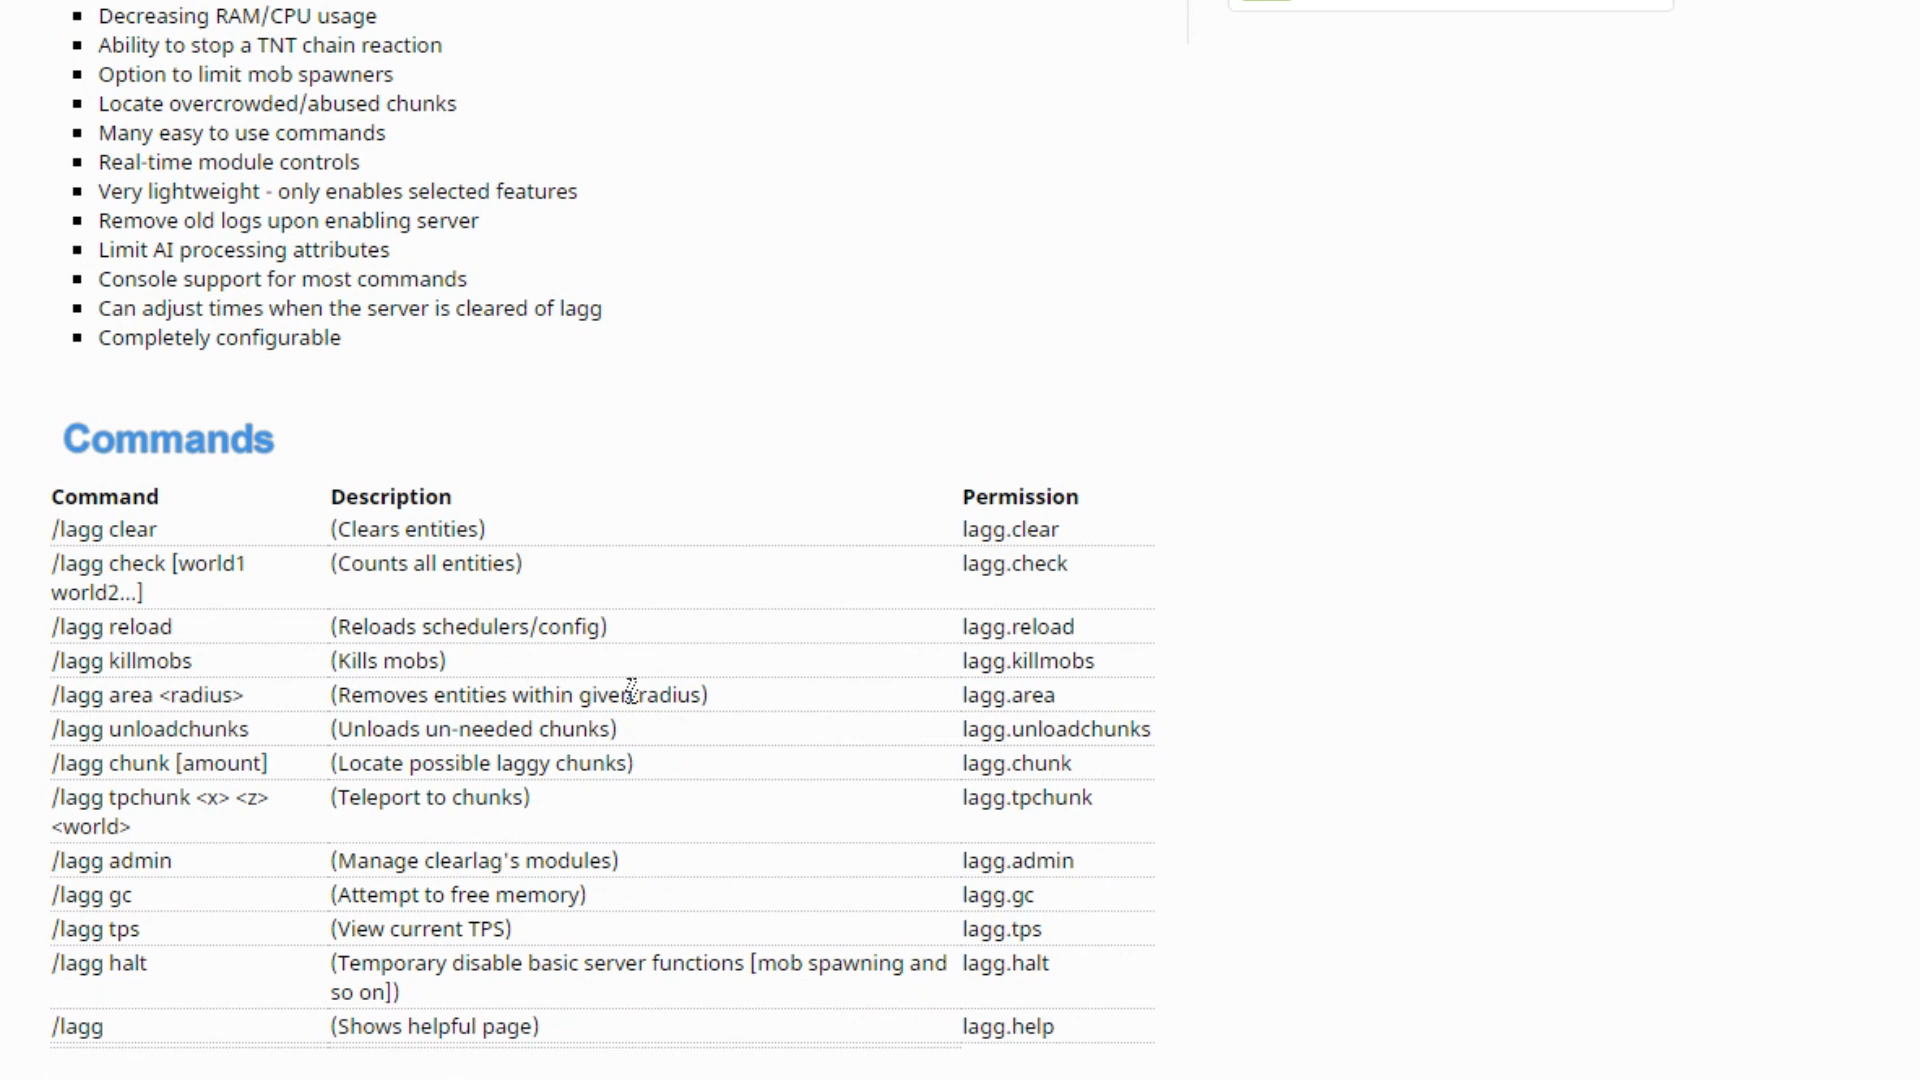 Decreasing RAM/CPU usage
Ability to stop a TNT chain reaction
Option to limit mob spawners
Locate overcrowded/abused chunks
Many easy to use commands
Real-time module controls
Very lightweight - only enables selected features
Remove old logs upon enabling server
Limit AI processing attributes
Console support for most commands
Can adjust times when the server is cleared of lagg
Completely configurable
Commands
Command Description Permission
/lagg clear (Clears entities) lagg.clear
/lagg check [world1 (Counts all entities) lagg.check
world2...]
/lagg reload (Reloads schedulers/config) lagg.reload
/lagg killmobs (Kills mobs) lagg.killmobs
/lagg area <radius> (Removes entities within given radius) lagg.area
/lagg unloadchunks (Unloads un-needed chunks) lagg.unloadchunks
/lagg chunk [amount] (Locate possible laggy chunks) lagg.chunk
/lagg tpchunk <x> <z> (Teleport to chunks) lagg.tpchunk
<world>
/lagg admin (Manage clearlag's modules) lagg.admin
/lagg gc (Attempt to free memory) lagg.gc
/lagg tps (View current TPS) lagg.tps
/lagg halt (Temporary disable basic server functions [mob spawning and lagg.halt
so on])
/lagg (Shows helpful page) lagg.help